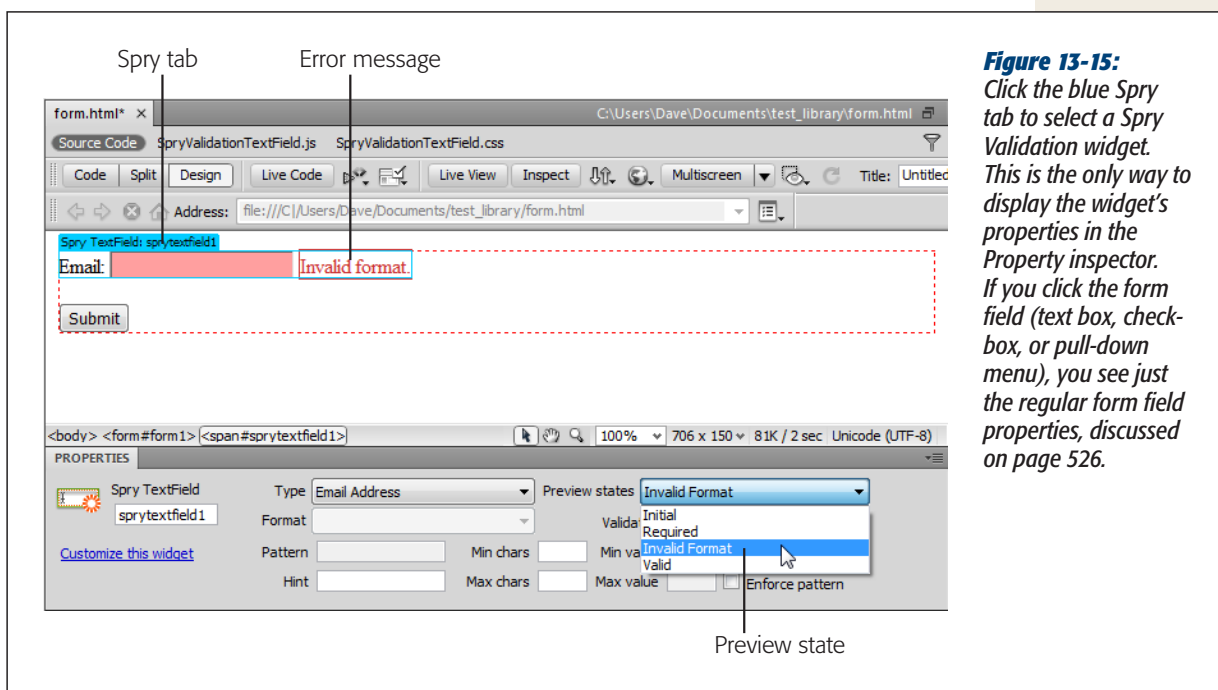 Spry tab
Error message
form.html* ×
C:\Users\Dave\Documents\test_library\form.html
Source Code
SpryValidationTextField.js
SpryValidationTextField.css
Code
Split
Design
Live Code
Live View
Inspect
Multiscreen
Title:
Untitled
Address:
file:///C|/Users/Dave/Documents/test_library/form.html
Spry TextField: sprytextfield1
Email:
Invalid format.
Submit
<body> <form#form1> <span#sprytextfield1>
100%
706 x 150
81K / 2 sec
Unicode (UTF-8)
PROPERTIES
Spry TextField
sprytextfield1
Customize this widget
Type
Email Address
Preview states
Invalid Format
Format
Initial
Required
Invalid Format
Valid
Pattern
Min chars
Hint
Max chars
Max value
Enforce pattern
Preview state
Figure 13-15:
Click the blue Spry
tab to select a Spry
Validation widget.
This is the only way to
display the widget's
properties in the
Property inspector.
If you click the form
field (text box, check-
box, or pull-down
menu), you see just
the regular form field
properties, discussed
on page 526.